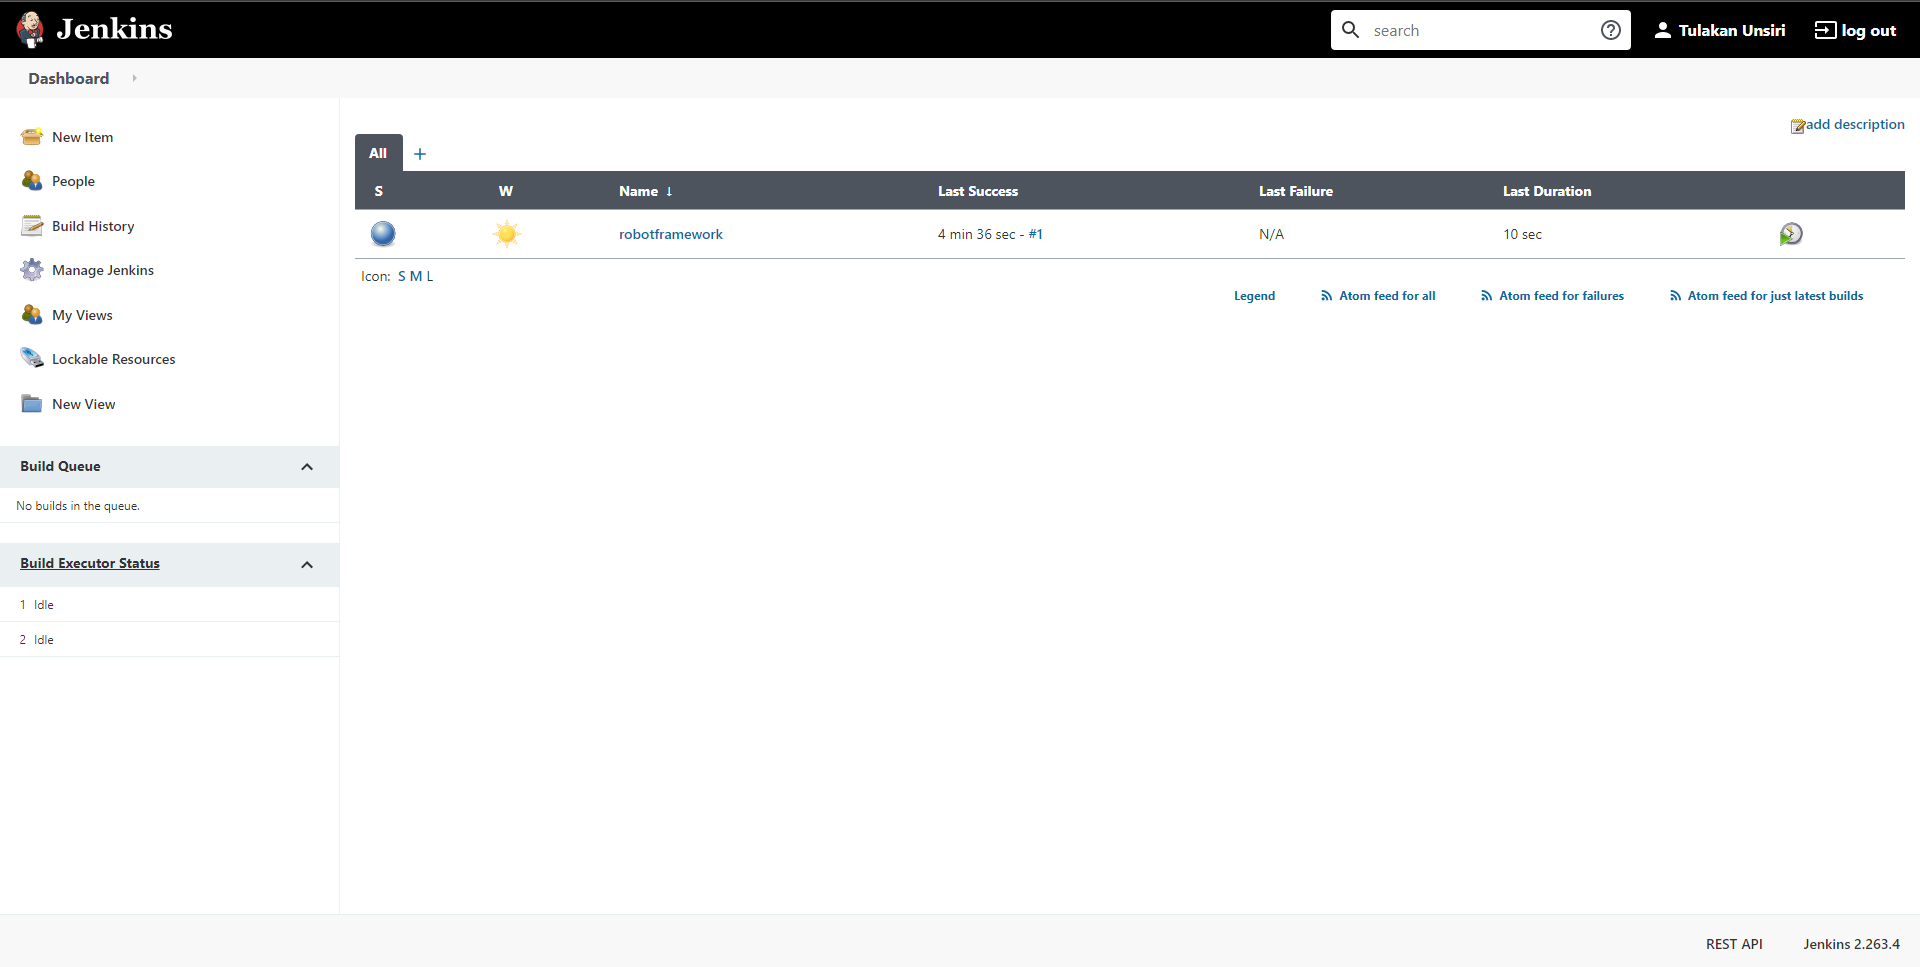 Jenkins
search
Tulakan Unsiri
log out
Dashboard
New Item
People
Build History
Manage Jenkins
My Views
Lockable Resources
New View
Build Queue
No builds in the queue.
Build Executor Status
1 Idle
2 Idle
add description
All +
S W Name ↓ Last Success Last Failure Last Duration
robotframework 4 min 36 sec - #1 N/A 10 sec
Icon: S M L
Legend Atom feed for all Atom feed for failures Atom feed for just latest builds
REST API Jenkins 2.263.4